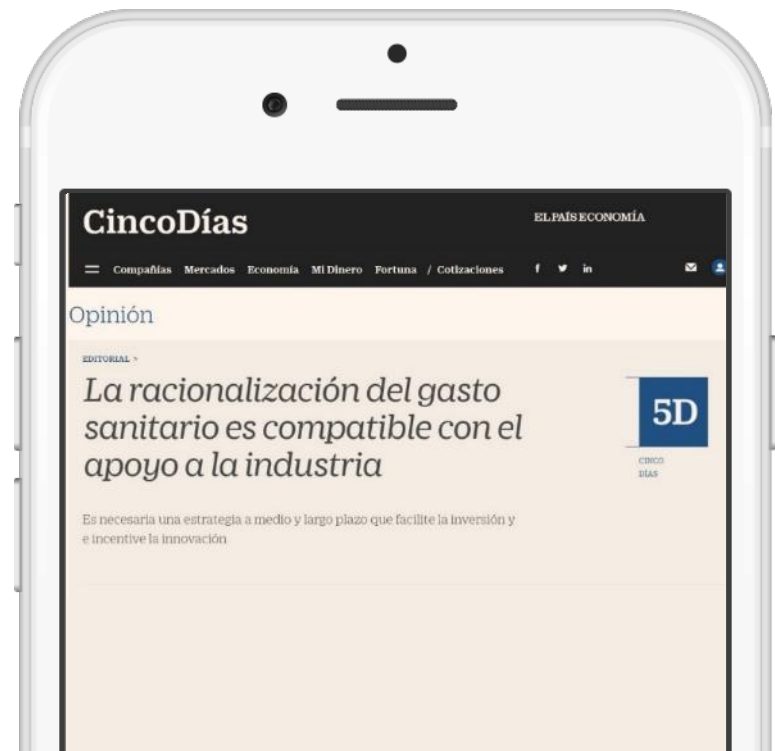 CincoDías
EL PAÍS ECONOMÍA
Compañías Mercados Economía Mi Dinero Fortuna / Cotizaciones f in
Opinión
EDITORIAL >
La racionalización del gasto
sanitario es compatible con el
apoyo a la industria
5D
CINCO
DÍAS
Es necesaria una estrategia a medio y largo plazo que facilite la inversión y
e incentive la innovación